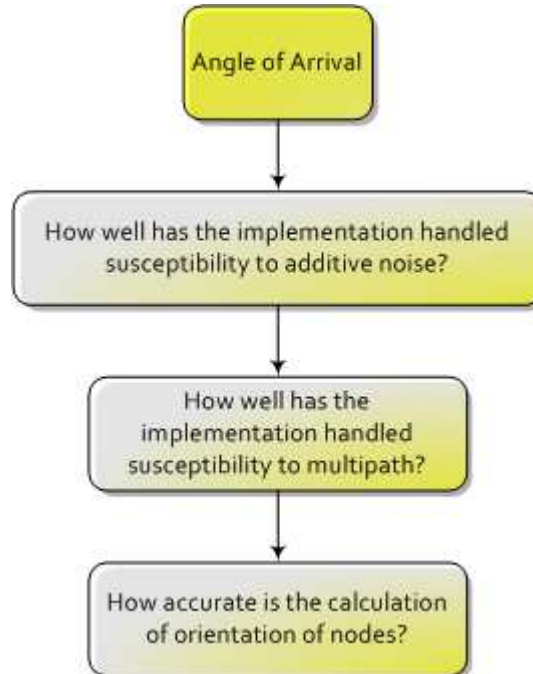 Angle of Arrival
How well has the implementation handled
susceptibility to additive noise?
How well has the
implementation handled
susceptibility to multipath?
How accurate is the calculation
of orientation of nodes?